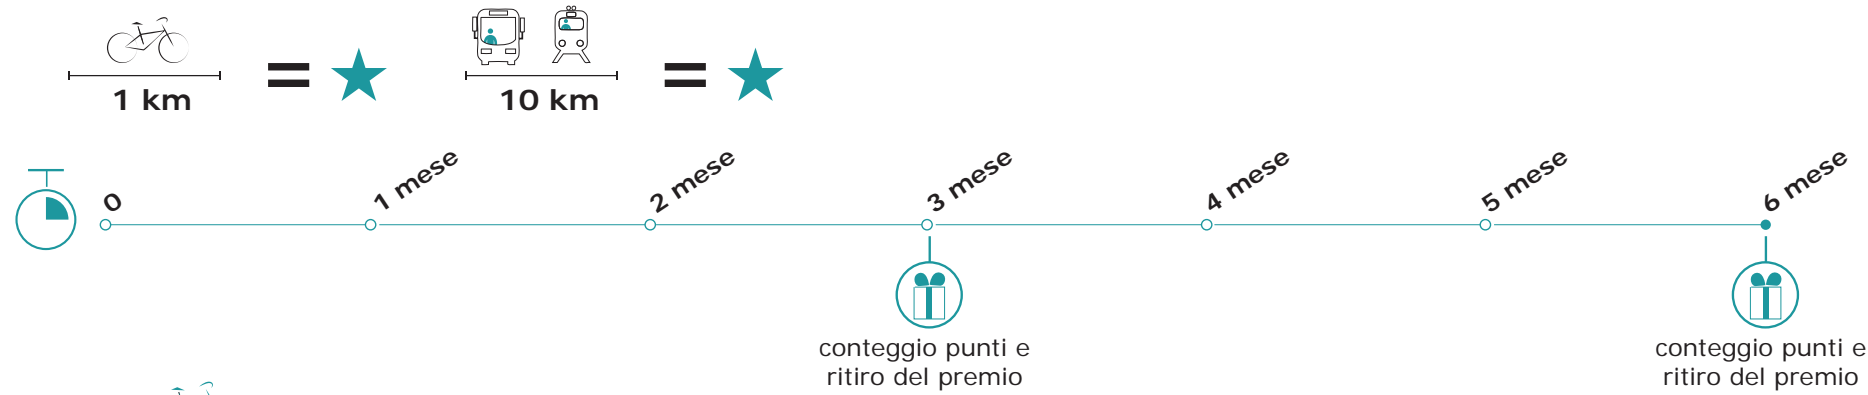 1 km = ★ 10 km = ★
0 1 mese 2 mese 3 mese 4 mese 5 mese 6 mese
conteggio punti e
ritiro del premio
conteggio punti e
ritiro del premio